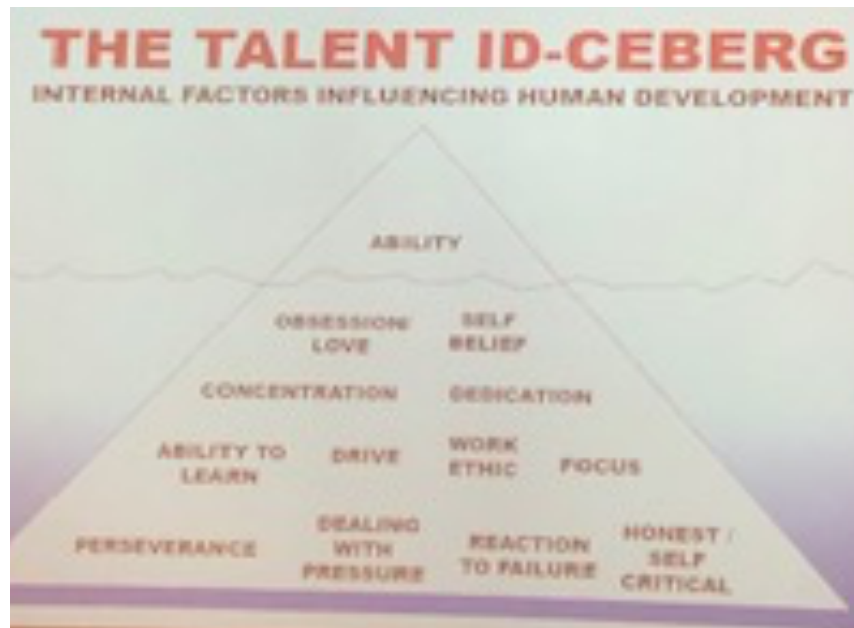 THE TALENT ID-CEBERG
INTERNAL FACTORS INFLUENCING HUMAN DEVELOPMENT
ABILITY
OBSESSION/
LOVE
SELF
BELIEF
CONCENTRATION
DEDICATION
ABILITY TO
LEARN
DRIVE
WORK
ETHIC
FOCUS
PERSEVERANCE
DEALING
WITH
PRESSURE
REACTION
TO FAILURE
HONEST /
SELF
CRITICAL